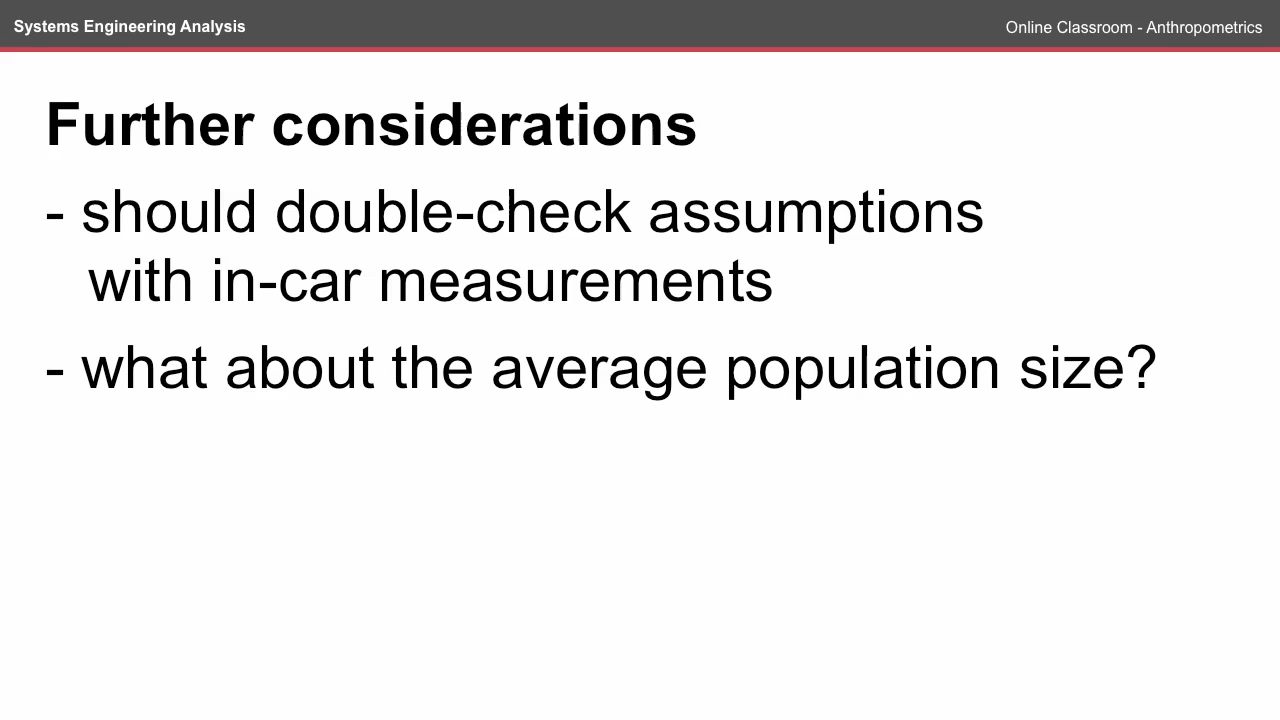 Systems Engineering Analysis
Online Classroom - Anthropometrics
Further considerations
- should double-check assumptions
with in-car measurements
- what about the average population size?